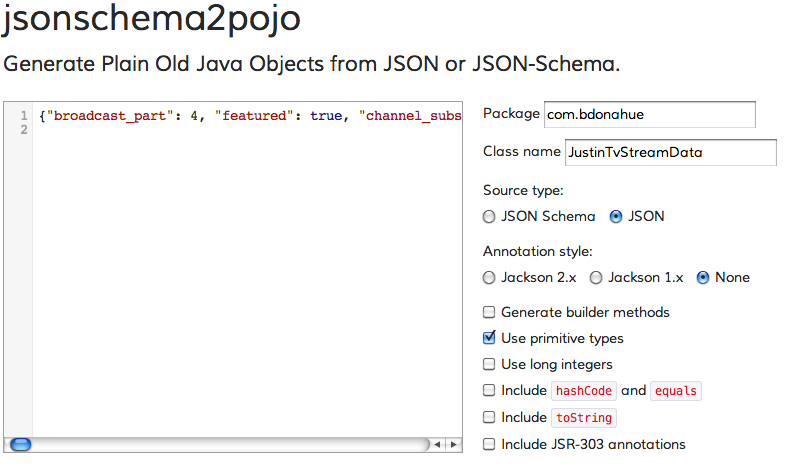 jsonschema2pojo
Generate Plain Old Java Objects from JSON or JSON-Schema.
1 {"broadcast_part": 4, "featured": true, "channel_subs
2
Package com.bdonahue
Class name JustinTvStreamData
Source type:
JSON Schema JSON
Annotation style:
Jackson 2.x Jackson 1.x None
Generate builder methods
Use primitive types
Use long integers
Include hashCode and equals
Include toString
Include JSR-303 annotations